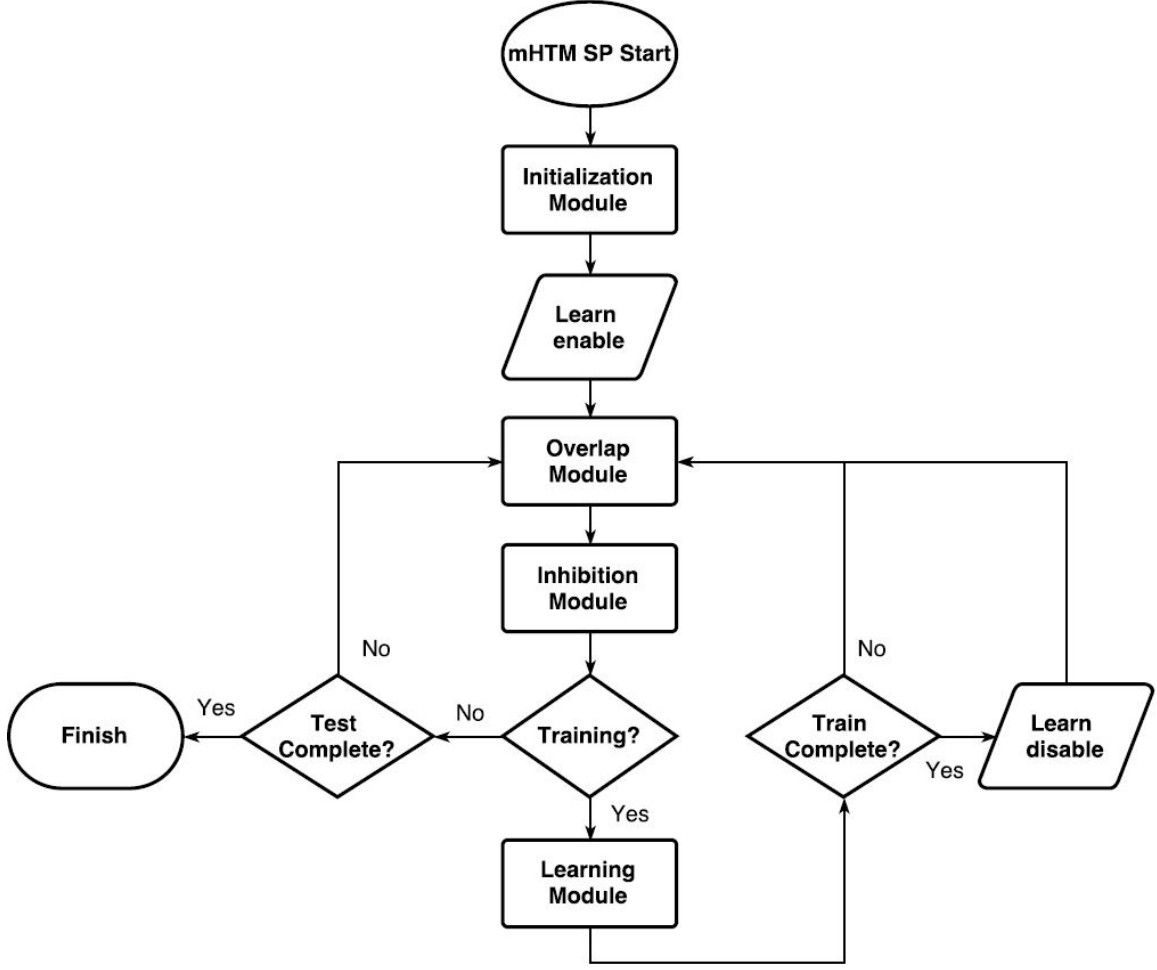 mHTM SP Start
Initialization
Module
Learn
enable
Overlap
Module
Inhibition
Module
No
No
Finish
Yes
Test
Complete?
No
Training?
Train
Complete?
Yes
Learn
disable
Yes
Learning
Module